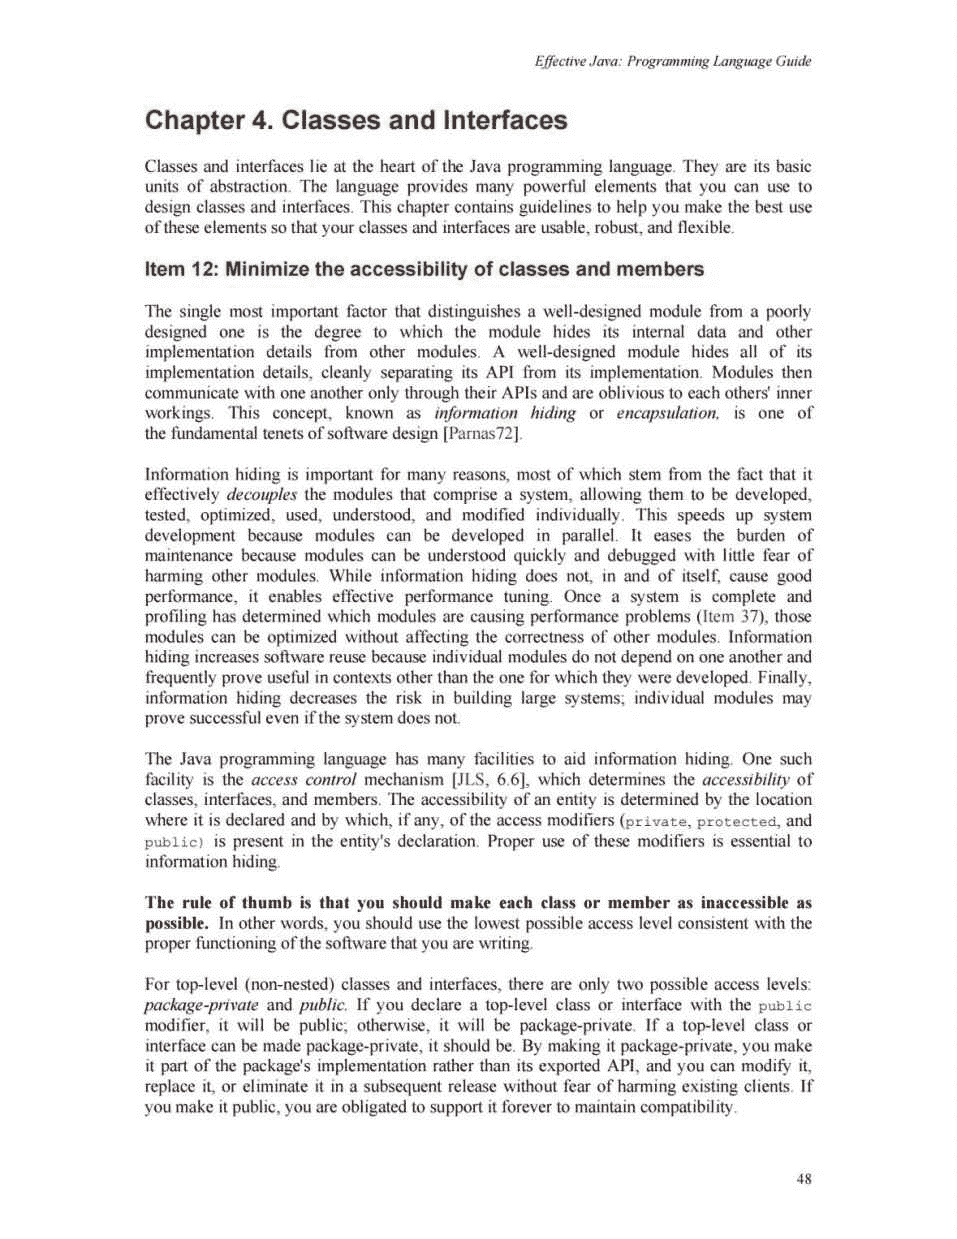 Effective Java: Programming Language Guide
Chapter 4. Classes and Interfaces
Classes and interfaces lie at the heart of the Java programming language. They are its basic
units of abstraction. The language provides many powerful elements that you can use to
design classes and interfaces. This chapter contains guidelines to help you make the best use
of these elements so that your classes and interfaces are usable, robust, and flexible.
Item 12: Minimize the accessibility of classes and members
The single most important factor that distinguishes a well-designed module from a poorly
designed one is the degree to which the module hides its internal data and other
implementation details from other modules. A well-designed module hides all of its
implementation details, cleanly separating its API from its implementation. Modules then
communicate with one another only through their APIs and are oblivious to each others' inner
workings. This concept, known as information hiding or encapsulation, is one of
the fundamental tenets of software design [Parnas72].
Information hiding is important for many reasons, most of which stem from the fact that it
effectively decouples the modules that comprise a system, allowing them to be developed,
tested, optimized, used, understood, and modified individually. This speeds up system
development because modules can be developed in parallel. It eases the burden of
maintenance because modules can be understood quickly and debugged with little fear of
harming other modules. While information hiding does not, in and of itself, cause good
performance, it enables effective performance tuning. Once a system is complete and
profiling has determined which modules are causing performance problems (Item 37), those
modules can be optimized without affecting the correctness of other modules. Information
hiding increases software reuse because individual modules do not depend on one another and
frequently prove useful in contexts other than the one for which they were developed. Finally,
information hiding decreases the risk in building large systems; individual modules may
prove successful even if the system does not.
The Java programming language has many facilities to aid information hiding. One such
facility is the access control mechanism [JLS, 6.6], which determines the accessibility of
classes, interfaces, and members. The accessibility of an entity is determined by the location
where it is declared and by which, if any, of the access modifiers (private, protected, and
public) is present in the entity's declaration. Proper use of these modifiers is essential to
information hiding.
The rule of thumb is that you should make each class or member as inaccessible as
possible. In other words, you should use the lowest possible access level consistent with the
proper functioning of the software that you are writing.
For top-level (non-nested) classes and interfaces, there are only two possible access levels:
package-private and public. If you declare a top-level class or interface with the public
modifier, it will be public; otherwise, it will be package-private. If a top-level class or
interface can be made package-private, it should be. By making it package-private, you make
it part of the package's implementation rather than its exported API, and you can modify it,
replace it, or eliminate it in a subsequent release without fear of harming existing clients. If
you make it public, you are obligated to support it forever to maintain compatibility.
48